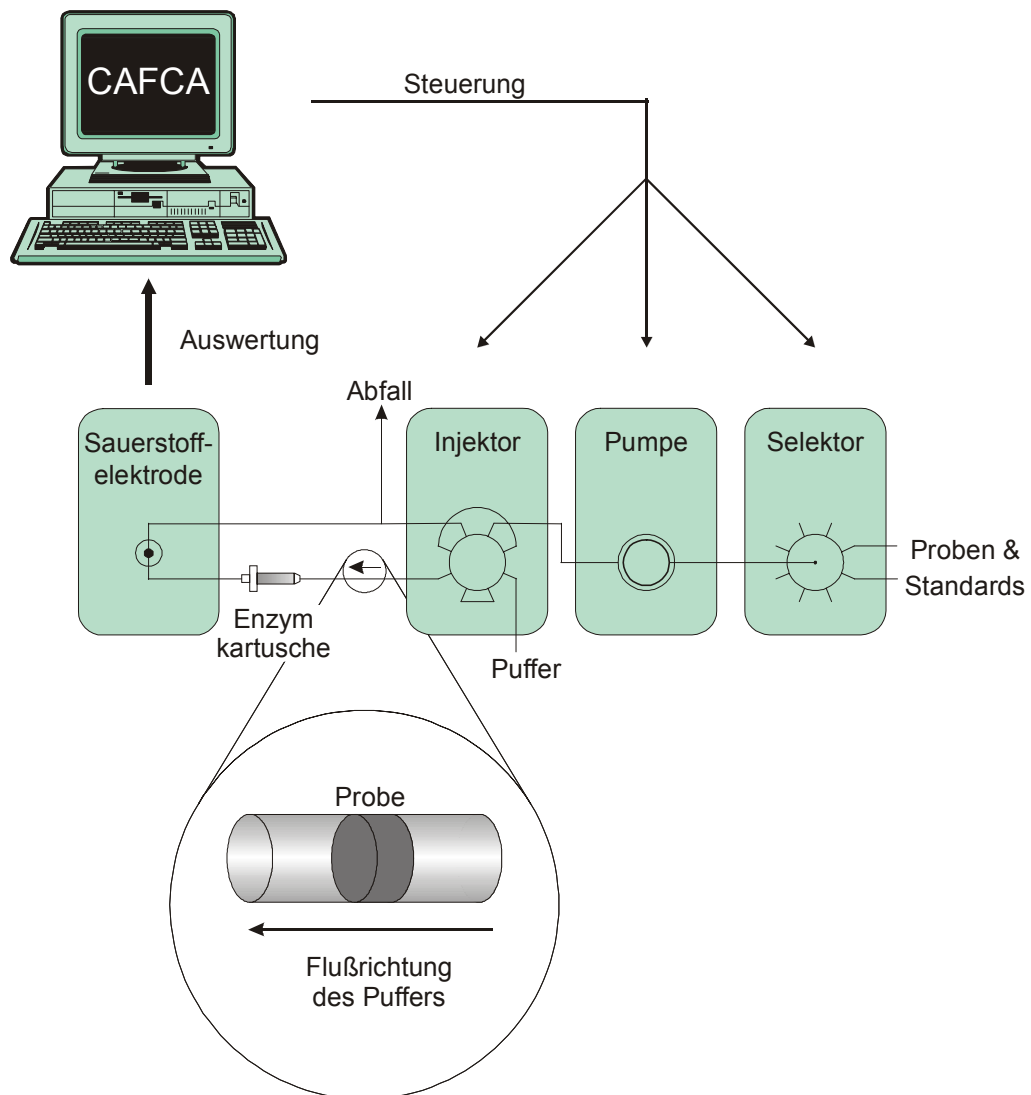 CAFCA
Steuerung
Auswertung
Abfall
Sauerstoff-
elektrode
Injektor
Pumpe
Selektor
Proben &
Standards
Enzym
kartusche
Puffer
Probe
Flußrichtung
des Puffers